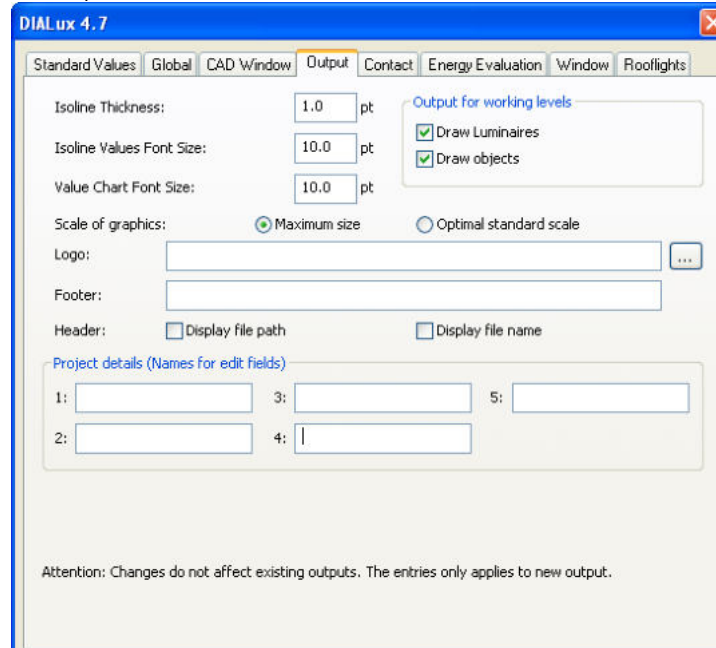 DIALux 4.7
Standard Values Global CAD Window Output Contact Energy Evaluation Window Rooflights
Isoline Thickness: 1.0 pt
Output for working levels
Draw Luminaires
Isoline Values Font Size: 10.0 pt
Draw objects
Value Chart Font Size: 10.0 pt
Scale of graphics: Maximum size Optimal standard scale
Logo: ...
Footer:
Header: Display file path Display file name
Project details (Names for edit fields)
1: 3: 5:
2: 4:
Attention: Changes do not affect existing outputs. The entries only applies to new output.